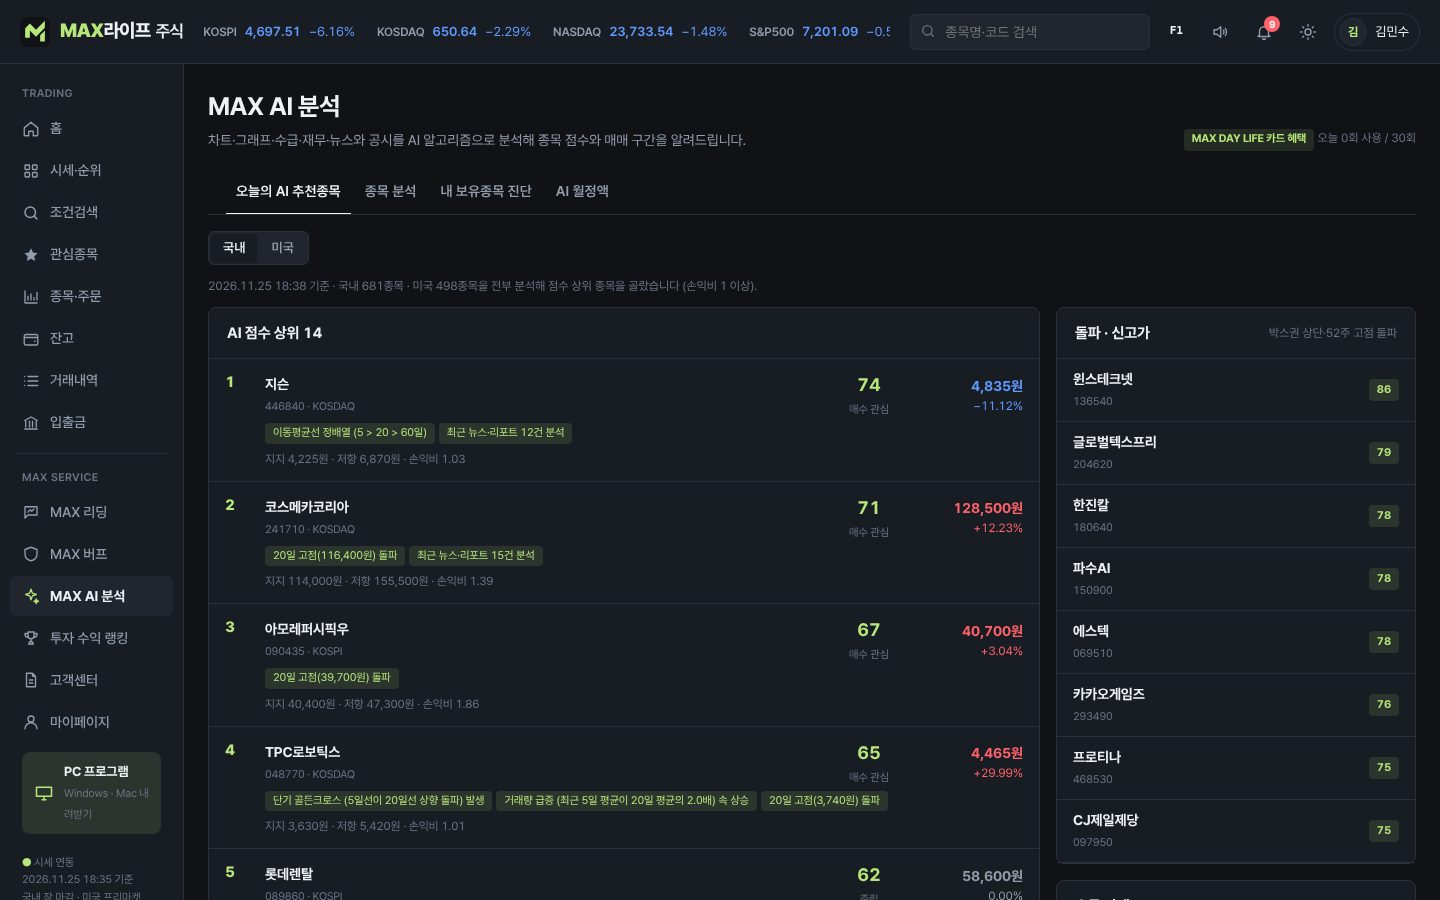 MAX라이프 주식
KOSPI 4,697.51 −6.16% KOSDAQ 650.64 −2.29% NASDAQ 23,733.54 −1.48% S&P500 7,201.09 −0.5
종목명·코드 검색
F1
9
김 김민수
TRADING
홈
시세·순위
조건검색
관심종목
종목·주문
잔고
거래내역
입출금
MAX SERVICE
MAX 리딩
MAX 버프
MAX AI 분석
투자 수익 랭킹
고객센터
마이페이지
PC 프로그램
Windows · Mac 내
려받기
시세 연동
2026.11.25 18:35 기준
국내 장 마감 · 미국 프리마켓
MAX AI 분석
차트·그래프·수급·재무·뉴스와 공시를 AI 알고리즘으로 분석해 종목 점수와 매매 구간을 알려드립니다.
MAX DAY LIFE 카드 혜택 오늘 0회 사용 / 30회
오늘의 AI 추천종목 종목 분석 내 보유종목 진단 AI 월정액
국내 미국
2026.11.25 18:38 기준 · 국내 681종목 · 미국 498종목을 전부 분석해 점수 상위 종목을 골랐습니다 (손익비 1 이상).
AI 점수 상위 14
1 지슨 74 4,835원
446840 · KOSDAQ 매수 관심 −11.12%
이동평균선 정배열 (5 > 20 > 60일) 최근 뉴스·리포트 12건 분석
지지 4,225원 · 저항 6,870원 · 손익비 1.03
2 코스메카코리아 71 128,500원
241710 · KOSDAQ 매수 관심 +12.23%
20일 고점(116,400원) 돌파 최근 뉴스·리포트 15건 분석
지지 114,000원 · 저항 155,500원 · 손익비 1.39
3 아모레퍼시픽우 67 40,700원
090435 · KOSPI 매수 관심 +3.04%
20일 고점(39,700원) 돌파
지지 40,400원 · 저항 47,300원 · 손익비 1.86
4 TPC로보틱스 65 4,465원
048770 · KOSDAQ 매수 관심 +29.99%
단기 골든크로스 (5일선이 20일선 상향 돌파) 발생 거래량 급증 (최근 5일 평균이 20일 평균의 2.0배) 속 상승 20일 고점(3,740원) 돌파
지지 3,630원 · 저항 5,420원 · 손익비 1.01
5 롯데렌탈 62 58,600원
089860 · KOSPI 중립 0.00%
돌파 · 신고가 박스권 상단·52주 고점 돌파
윈스테크넷 86
136540
글로벌텍스프리 79
204620
한진칼 78
180640
파수AI 78
150900
에스텍 78
069510
카카오게임즈 76
293490
프로티나 75
468530
CJ제일제당 75
097950